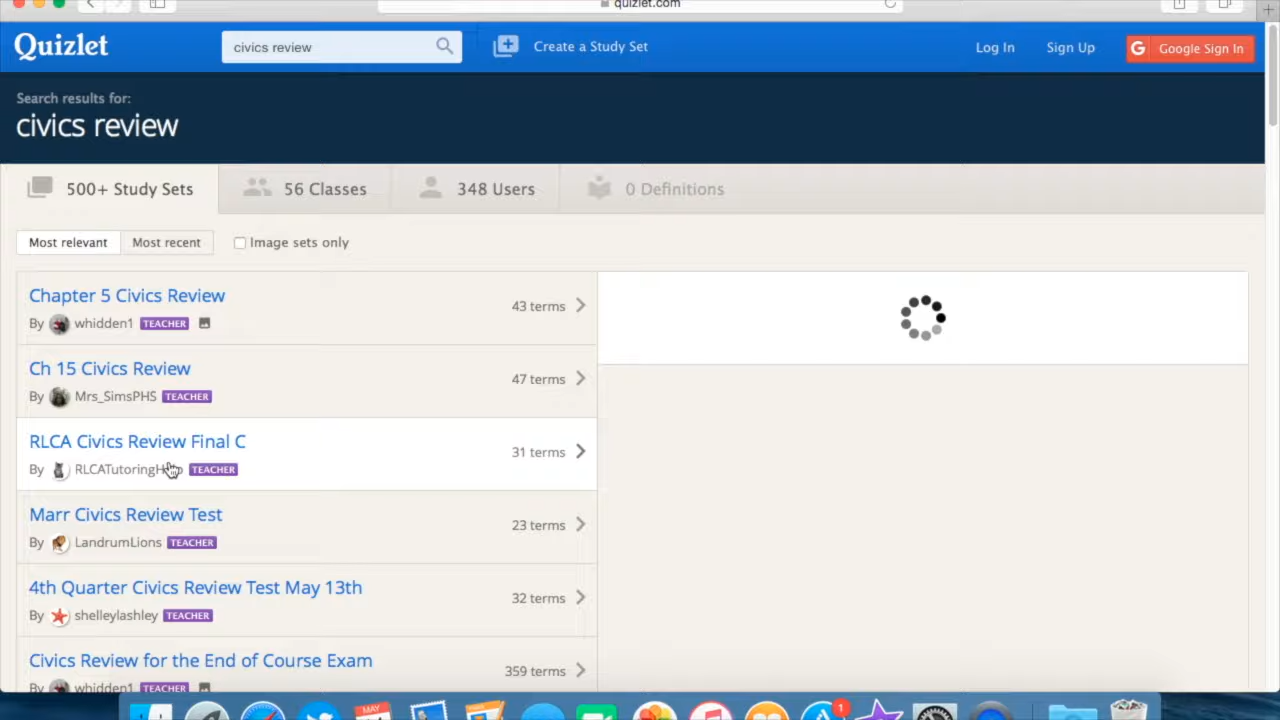 quizlet.com
Quizlet
civics review
Create a Study Set
Log In
Sign Up
G Google Sign In
Search results for:
civics review
500+ Study Sets
56 Classes
348 Users
0 Definitions
Most relevant
Most recent
Image sets only
Chapter 5 Civics Review
43 terms
By whidden1 TEACHER
Ch 15 Civics Review
47 terms
By Mrs_SimsPHS TEACHER
RLCA Civics Review Final C
31 terms
By TEACHER
Marr Civics Review Test
23 terms
By LandrumLions TEACHER
4th Quarter Civics Review Test May 13th
32 terms
By shelleylashley TEACHER
Civics Review for the End of Course Exam
359 terms
By whidden1 TEACHER
MAY
1